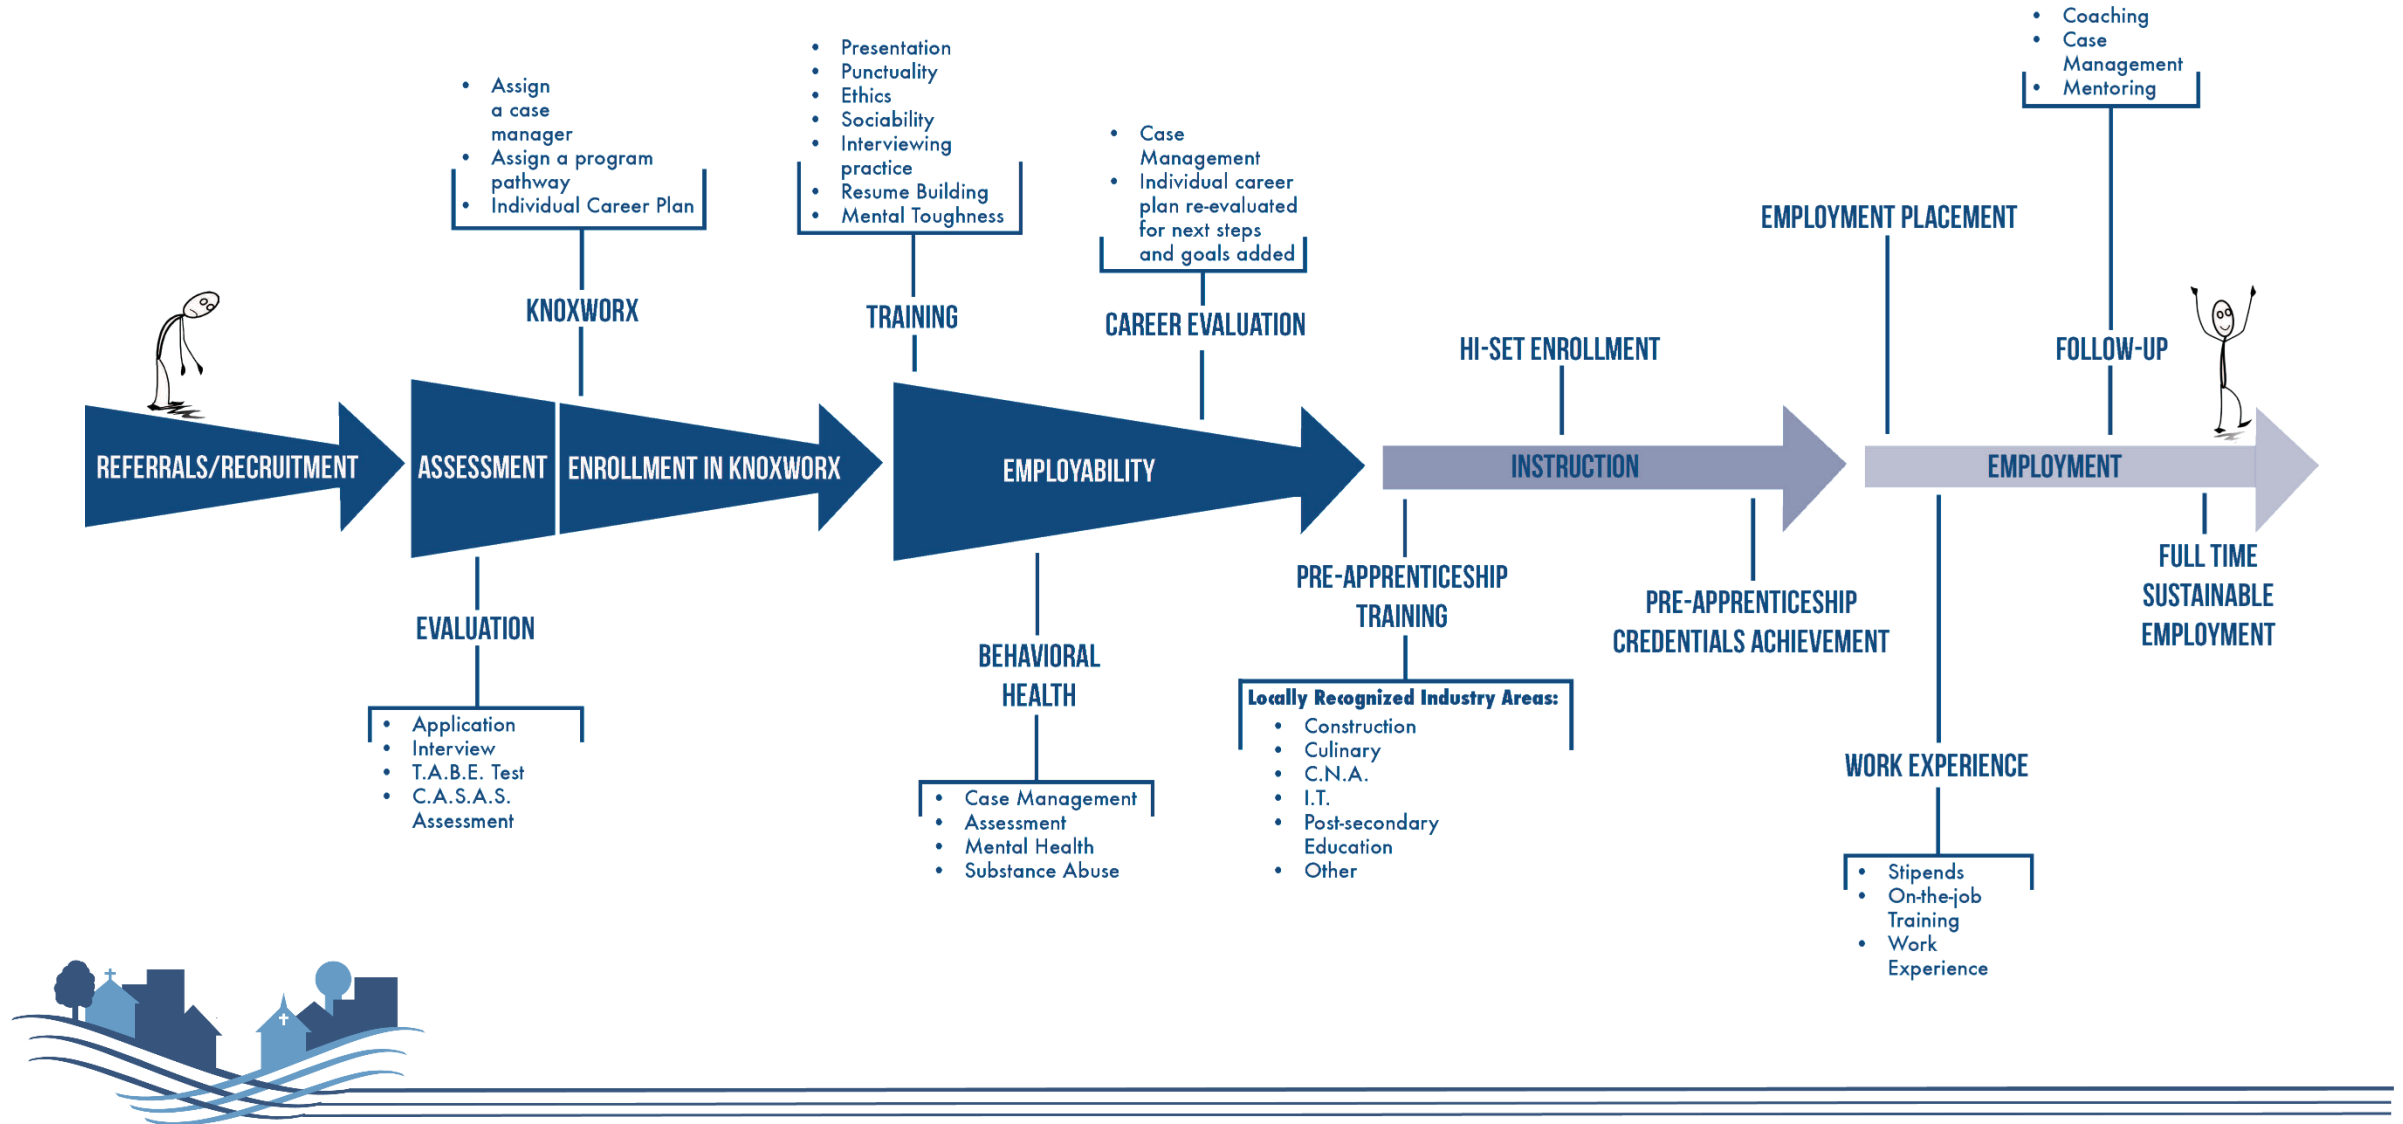 • Coaching
• Case
Management
• Mentoring
• Presentation
• Punctuality
• Ethics
• Sociability
• Interviewing
practice
• Resume Building
• Mental Toughness
• Assign
a case
manager
• Assign a program
pathway
• Individual Career Plan
• Case
Management
• Individual career
plan re-evaluated
for next steps
and goals added
EMPLOYMENT PLACEMENT
KNOXWORX
TRAINING
CAREER EVALUATION
HI-SET ENROLLMENT
FOLLOW-UP
REFERRALS/RECRUITMENT
ASSESSMENT
ENROLLMENT IN KNOXWORX
EMPLOYABILITY
INSTRUCTION
EMPLOYMENT
EVALUATION
• Application
• Interview
• T.A.B.E. Test
• C.A.S.A.S.
Assessment
BEHAVIORAL
HEALTH
• Case Management
• Assessment
• Mental Health
• Substance Abuse
PRE-APPRENTICESHIP
TRAINING
Locally Recognized Industry Areas:
• Construction
• Culinary
• C.N.A.
• I.T.
• Post-secondary
Education
• Other
PRE-APPRENTICESHIP
CREDENTIALS ACHIEVEMENT
WORK EXPERIENCE
• Stipends
• On-the-job
Training
• Work
Experience
FULL TIME
SUSTAINABLE
EMPLOYMENT